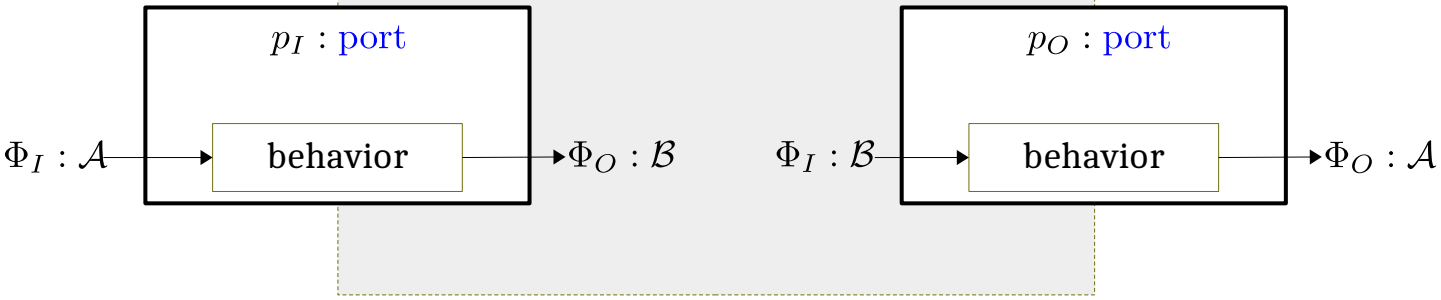 p_I : port
p_O : port
Φ_I : 𝒜
behavior
Φ_O : ℬ
Φ_I : ℬ
behavior
Φ_O : 𝒜